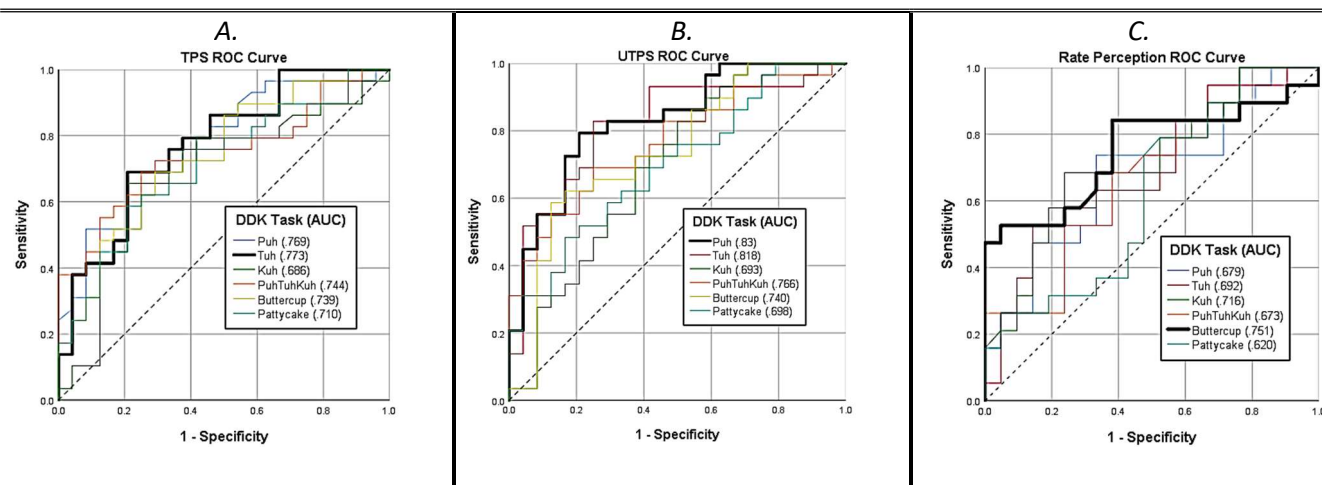 A.
TPS ROC Curve
Sensitivity
1.0
0.8
0.6
0.4
0.2
0.0
0.0 0.2 0.4 0.6 0.8 1.0
1 - Specificity
DDK Task (AUC)
Puh (.769)
Tuh (.773)
Kuh (.686)
PuhTuhKuh (.744)
Buttercup (.739)
Pattycake (.710)
B.
UTPS ROC Curve
Sensitivity
1.0
0.8
0.6
0.4
0.2
0.0
0.0 0.2 0.4 0.6 0.8 1.0
1 - Specificity
DDK Task (AUC)
Puh (.83)
Tuh (.818)
Kuh (.693)
PuhTuhKuh (.766)
Buttercup (.740)
Pattycake (.698)
C.
Rate Perception ROC Curve
Sensitivity
1.0
0.8
0.6
0.4
0.2
0.0
0.0 0.2 0.4 0.6 0.8 1.0
1 - Specificity
DDK Task (AUC)
Puh (.679)
Tuh (.692)
Kuh (.716)
PuhTuhKuh (.673)
Buttercup (.751)
Pattycake (.620)